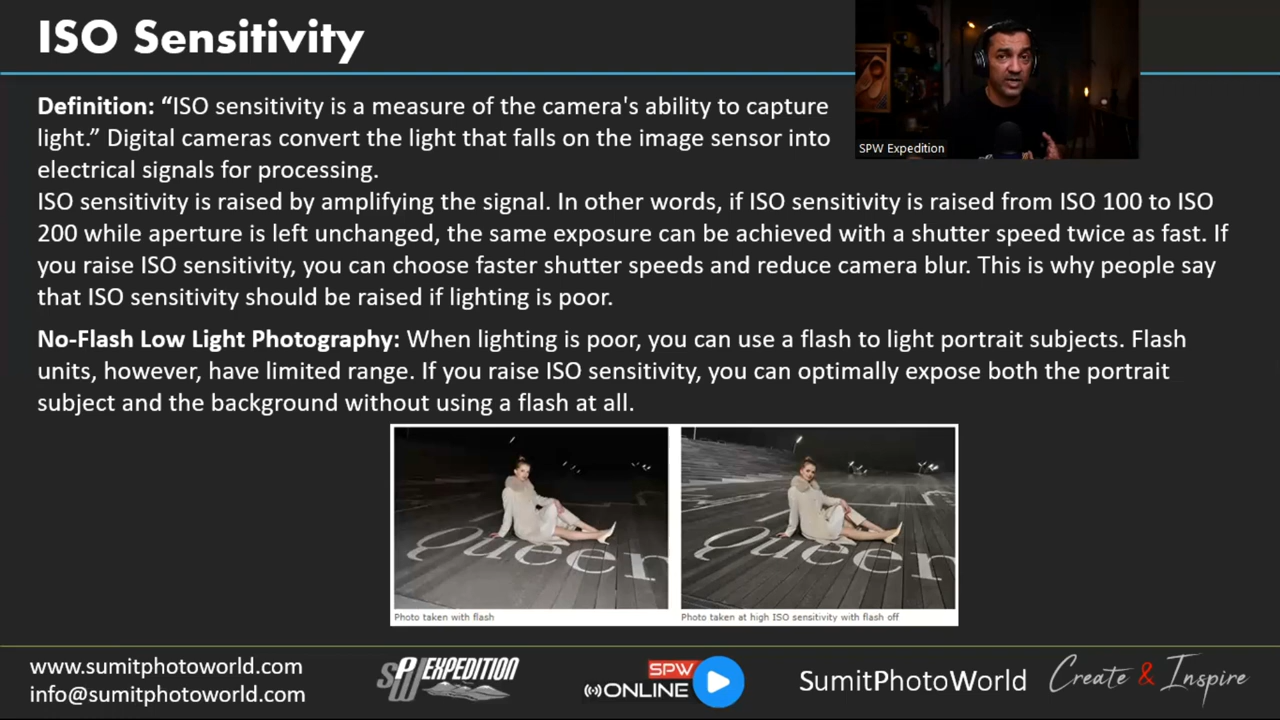 ISO Sensitivity
SPW Expedition
Definition: “ISO sensitivity is a measure of the camera's ability to capture
light.” Digital cameras convert the light that falls on the image sensor into
electrical signals for processing.
ISO sensitivity is raised by amplifying the signal. In other words, if ISO sensitivity is raised from ISO 100 to ISO
200 while aperture is left unchanged, the same exposure can be achieved with a shutter speed twice as fast. If
you raise ISO sensitivity, you can choose faster shutter speeds and reduce camera blur. This is why people say
that ISO sensitivity should be raised if lighting is poor.
No-Flash Low Light Photography: When lighting is poor, you can use a flash to light portrait subjects. Flash
units, however, have limited range. If you raise ISO sensitivity, you can optimally expose both the portrait
subject and the background without using a flash at all.
Queen
Queen
Photo taken with flash
Photo taken at high ISO sensitivity with flash off
www.sumitphotoworld.com
info@sumitphotoworld.com
SPW EXPEDITION
SPW
ONLINE
SumitPhotoWorld
Create & Inspire